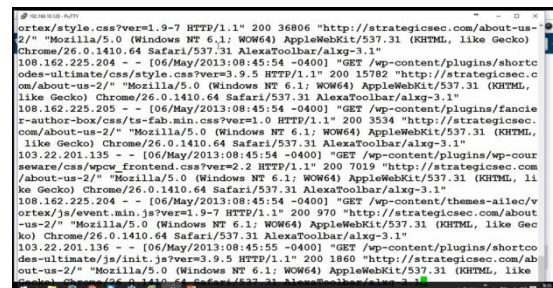 192.168.10.120 - PuTTY
ortex/style.css?ver=1.9-7 HTTP/1.1" 200 36806 "http://strategicsec.com/about-us-
2/" "Mozilla/5.0 (Windows NT 6.1; WOW64) AppleWebKit/537.31 (KHTML, like Gecko)
Chrome/26.0.1410.64 Safari/537.31 AlexaToolbar/alxg-3.1"
108.162.225.204 - - [06/May/2013:08:45:54 -0400] "GET /wp-content/plugins/shortc
odes-ultimate/css/style.css?ver=3.9.5 HTTP/1.1" 200 15782 "http://strategicsec.c
om/about-us-2/" "Mozilla/5.0 (Windows NT 6.1; WOW64) AppleWebKit/537.31 (KHTML,
like Gecko) Chrome/26.0.1410.64 Safari/537.31 AlexaToolbar/alxg-3.1"
108.162.225.205 - - [06/May/2013:08:45:54 -0400] "GET /wp-content/plugins/fancie
r-author-box/css/ts-fab.min.css?ver=1.0 HTTP/1.1" 200 3534 "http://strategicsec.
com/about-us-2/" "Mozilla/5.0 (Windows NT 6.1; WOW64) AppleWebKit/537.31 (KHTML,
like Gecko) Chrome/26.0.1410.64 Safari/537.31 AlexaToolbar/alxg-3.1"
103.22.201.135 - - [06/May/2013:08:45:54 -0400] "GET /wp-content/plugins/wp-cour
seware/css/wpcw_frontend.css?ver=2.2 HTTP/1.1" 200 7019 "http://strategicsec.com
/about-us-2/" "Mozilla/5.0 (Windows NT 6.1; WOW64) AppleWebKit/537.31 (KHTML, li
ke Gecko) Chrome/26.0.1410.64 Safari/537.31 AlexaToolbar/alxg-3.1"
108.162.225.204 - - [06/May/2013:08:45:54 -0400] "GET /wp-content/themes-ailec/v
ortex/js/event.min.js?ver=1.9-7 HTTP/1.1" 200 970 "http://strategicsec.com/about
-us-2/" "Mozilla/5.0 (Windows NT 6.1; WOW64) AppleWebKit/537.31 (KHTML, like Gec
ko) Chrome/26.0.1410.64 Safari/537.31 AlexaToolbar/alxg-3.1"
103.22.201.136 - - [06/May/2013:08:45:55 -0400] "GET /wp-content/plugins/shortco
des-ultimate/js/init.js?ver=3.9.5 HTTP/1.1" 200 1860 "http://strategicsec.com/ab
out-us-2/" "Mozilla/5.0 (Windows NT 6.1; WOW64) AppleWebKit/537.31 (KHTML, like
Gecko) Chrome/26.0.1410.64 Safari/537.31 AlexaToolbar/alxg-3.1